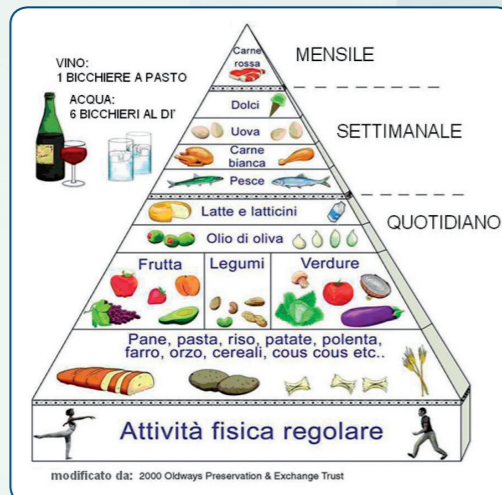 VINO:
1 BICCHIERE A PASTO
ACQUA:
6 BICCHIERI AL DI'
Carne
rossa
MENSILE
Dolci
Uova
Carne
bianca
Pesce
SETTIMANALE
Latte e latticini
Olio di oliva
QUOTIDIANO
Frutta
Legumi
Verdure
Pane, pasta, riso, patate, polenta,
farro, orzo, cereali, cous cous etc..
Attività fisica regolare
modificato da: 2000 Oldways Preservation & Exchange Trust